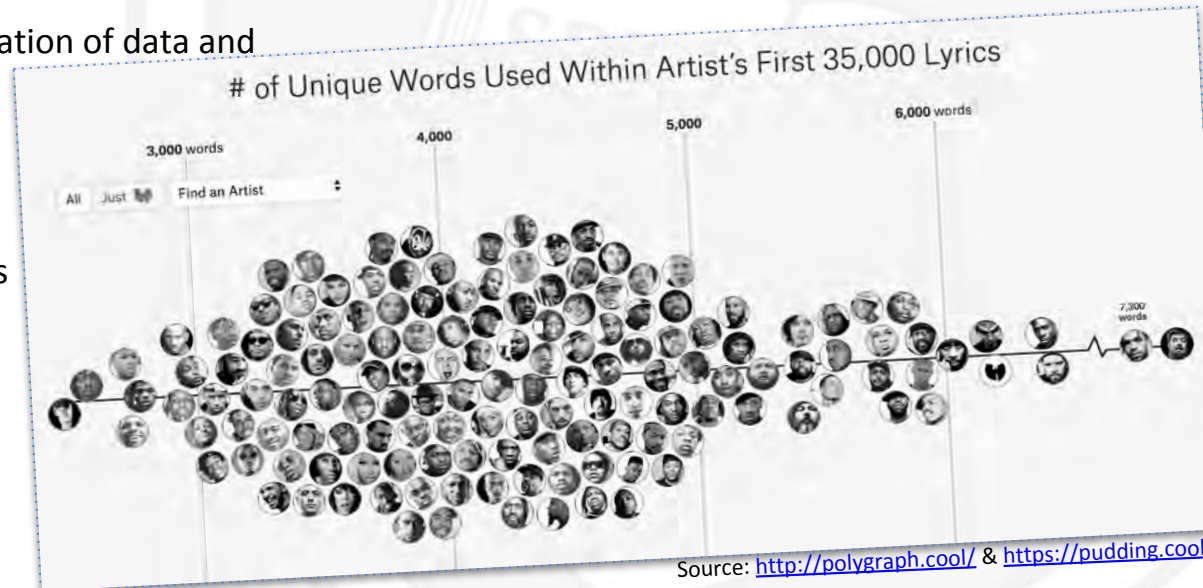 ation of data and
# of Unique Words Used Within Artist's First 35,000 Lyrics
3,000 words
4,000
5,000
6,000 words
All Just Find an Artist
s
7,300
words
Source: http://polygraph.cool/ & https://pudding.cool